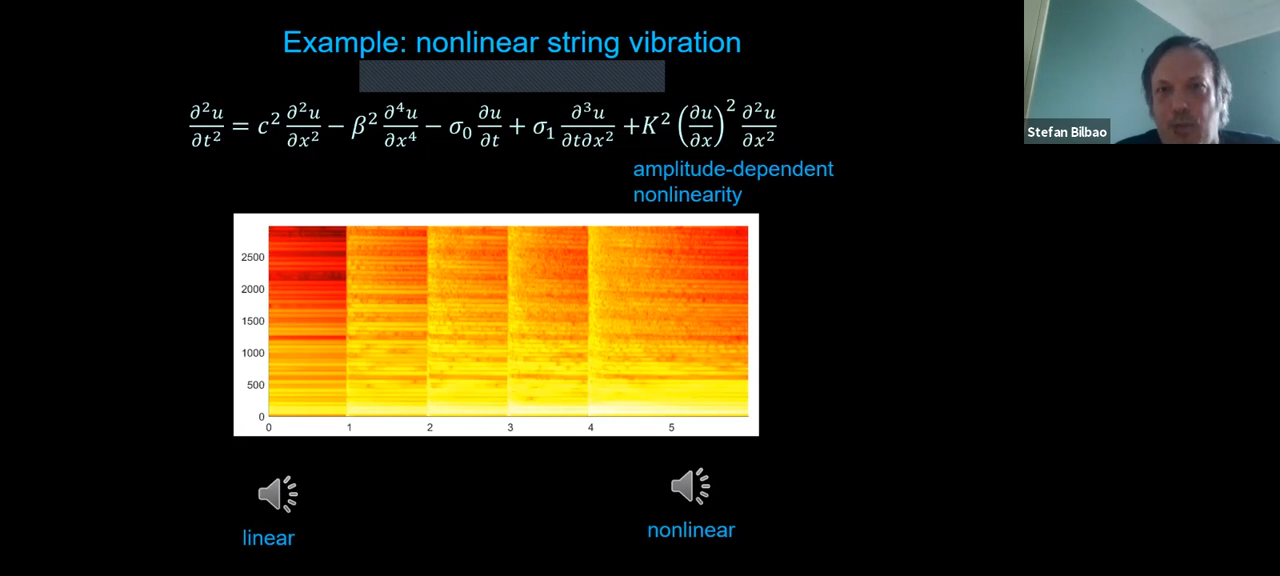 Example: nonlinear string vibration
∂²u/∂t² = c² ∂²u/∂x² − β² ∂⁴u/∂x⁴ − σ₀ ∂u/∂t + σ₁ ∂³u/∂t∂x² +K² (∂u/∂x)² ∂²u/∂x²
Stefan Bilbao
amplitude-dependent
nonlinearity
2500
2000
1500
1000
500
0
0 1 2 3 4 5
linear
nonlinear